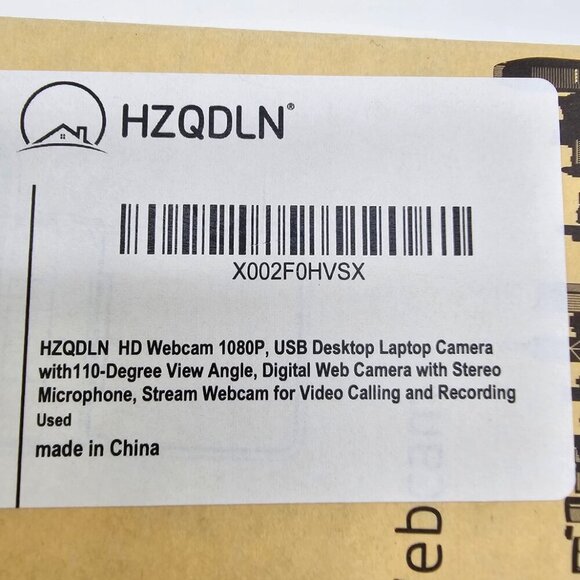 HZQDLN®
X002F0HVSX
HZQDLN HD Webcam 1080P, USB Desktop Laptop Camera
with110-Degree View Angle, Digital Web Camera with Stereo
Microphone, Stream Webcam for Video Calling and Recording
Used
made in China